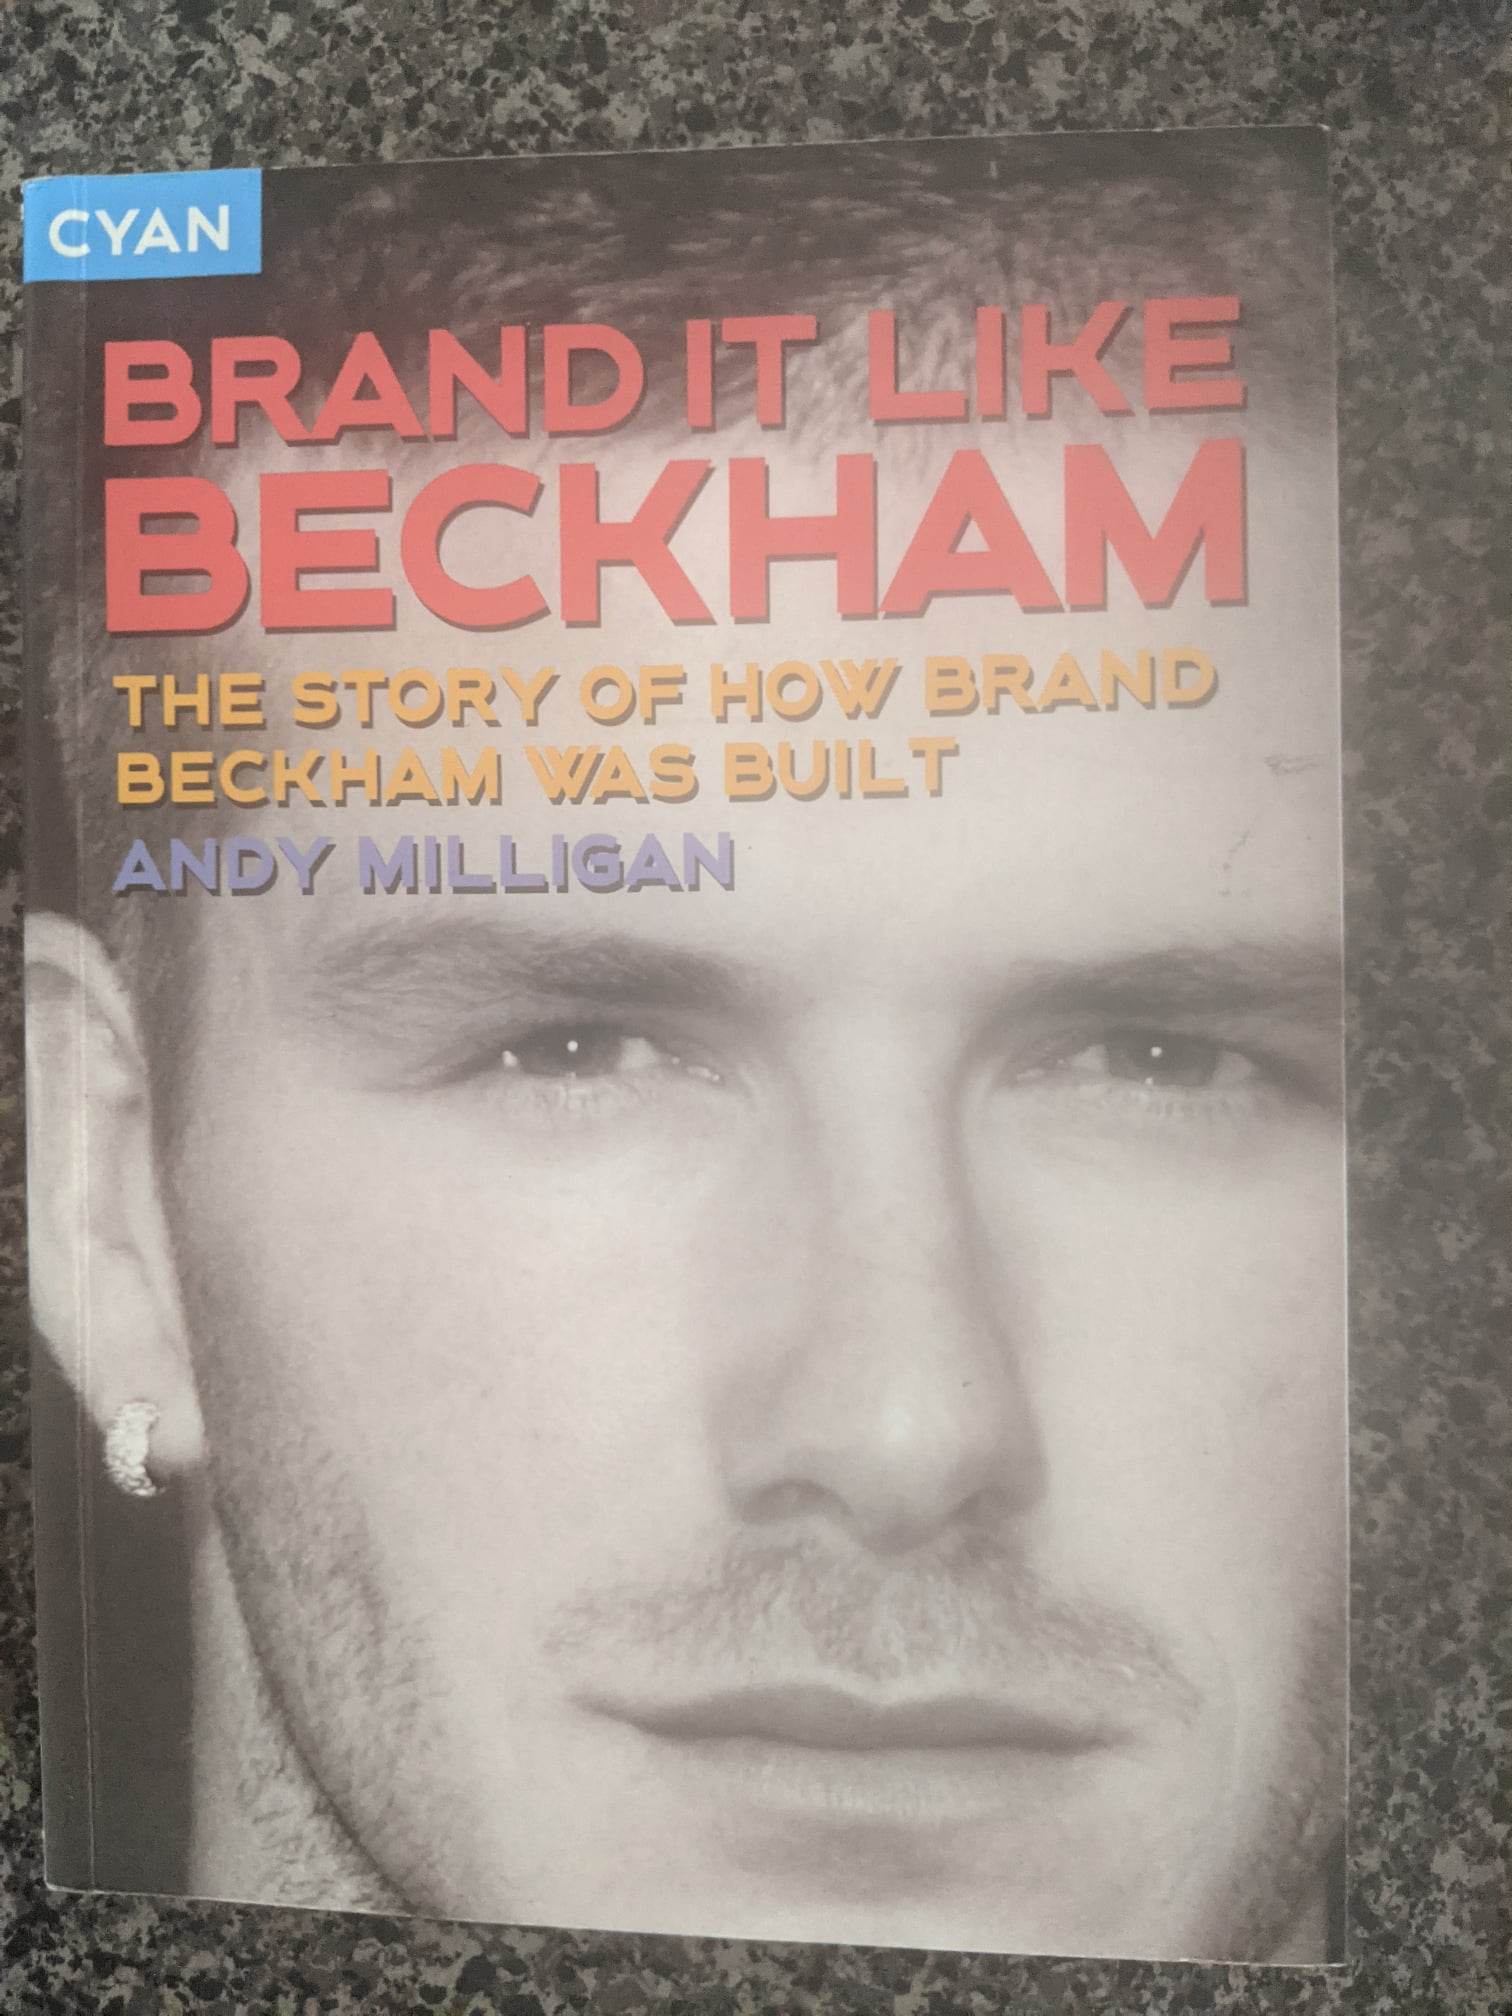 CYAN
BRAND IT LIKE
BECKHAM
THE STORY OF HOW BRAND
BECKHAM WAS BUILT
ANDY MILLIGAN